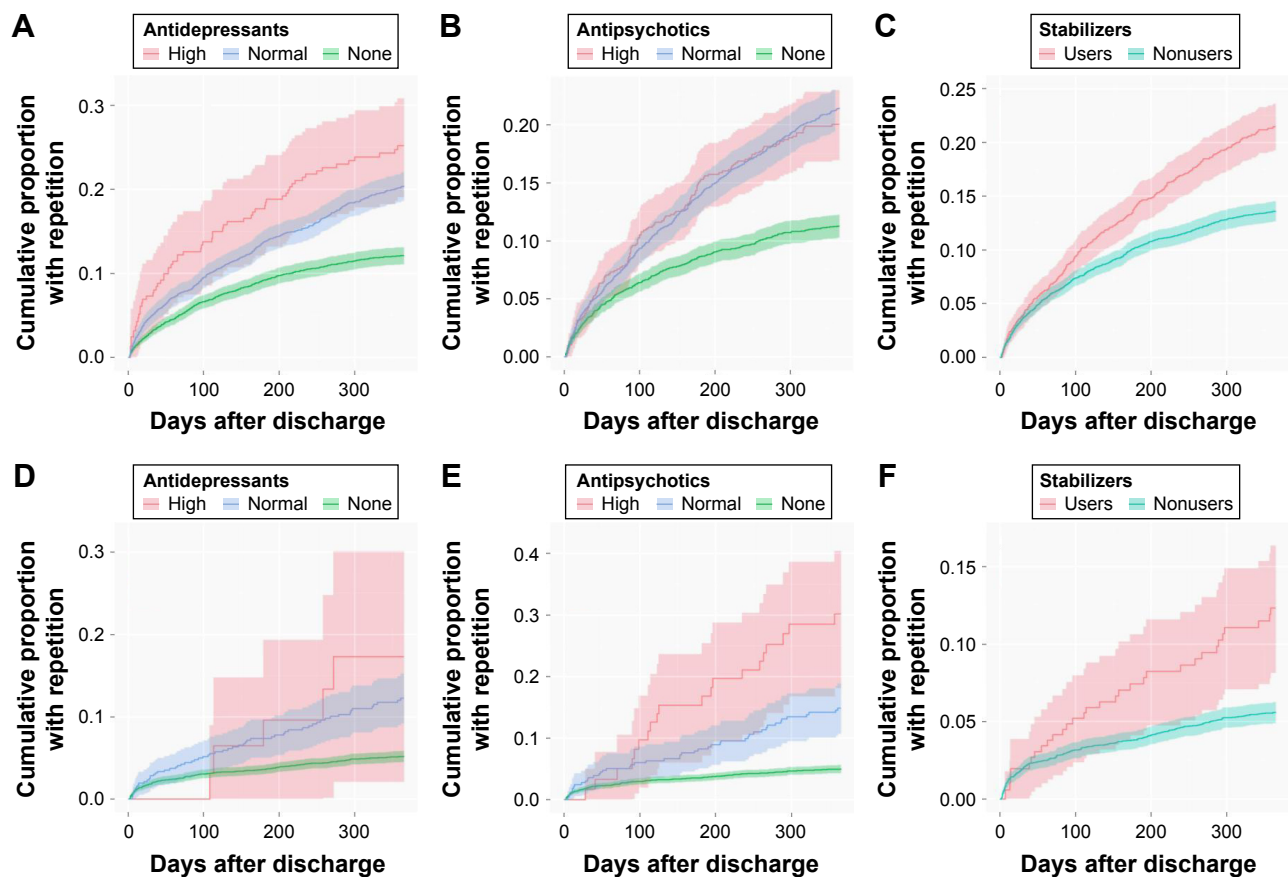 A
Antidepressants
High Normal None
Cumulative proportion
with repetition
0.3
0.2
0.1
0.0
0 100 200 300
Days after discharge
B
Antipsychotics
High Normal None
Cumulative proportion
with repetition
0.20
0.15
0.10
0.05
0.00
0 100 200 300
Days after discharge
C
Stabilizers
Users Nonusers
Cumulative proportion
with repetition
0.25
0.20
0.15
0.10
0.05
0.00
0 100 200 300
Days after discharge
D
Antidepressants
High Normal None
Cumulative proportion
with repetition
0.3
0.2
0.1
0.0
0 100 200 300
Days after discharge
E
Antipsychotics
High Normal None
Cumulative proportion
with repetition
0.4
0.3
0.2
0.1
0.0
0 100 200 300
Days after discharge
F
Stabilizers
Users Nonusers
Cumulative proportion
with repetition
0.15
0.10
0.05
0.00
0 100 200 300
Days after discharge